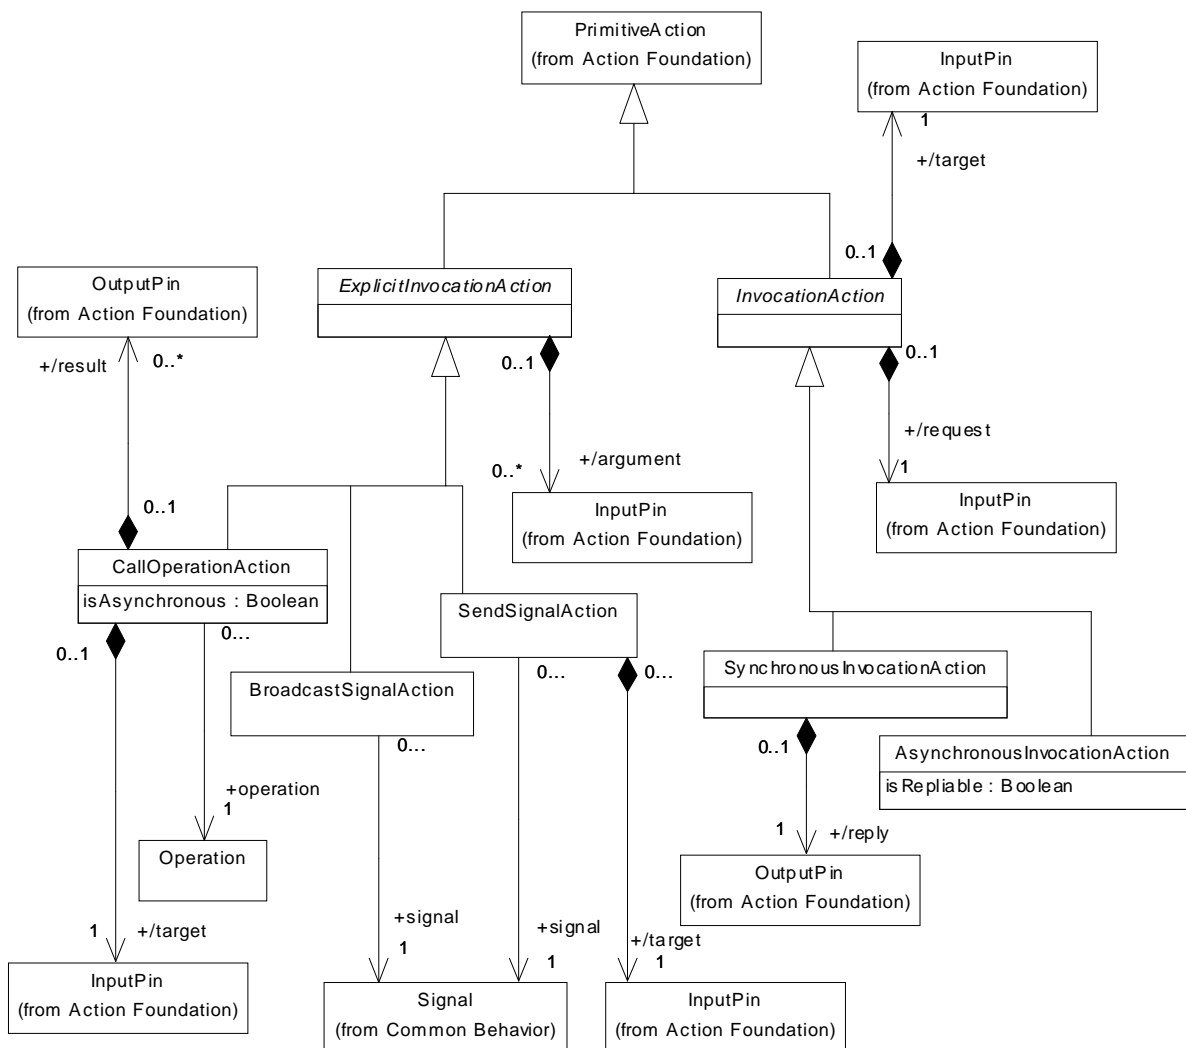 PrimitiveAction
(from Action Foundation)
InputPin
(from Action Foundation)
1
+/target
0..1
OutputPin
(from Action Foundation)
ExplicitInvocationAction
InvocationAction
+/result
0..*
0..1
0..1
+/request
1
+/argument
0..*
InputPin
(from Action Foundation)
InputPin
(from Action Foundation)
0..1
CallOperationAction
isAsynchronous : Boolean
0..1
0...
SendSignalAction
0...
0...
BroadcastSignalAction
0...
SynchronousInvocationAction
0..1
AsynchronousInvocationAction
isRepliable : Boolean
+operation
1
Operation
1
+/reply
OutputPin
(from Action Foundation)
1
+/target
+signal
1
+signal
1
+/target
1
InputPin
(from Action Foundation)
Signal
(from Common Behavior)
InputPin
(from Action Foundation)